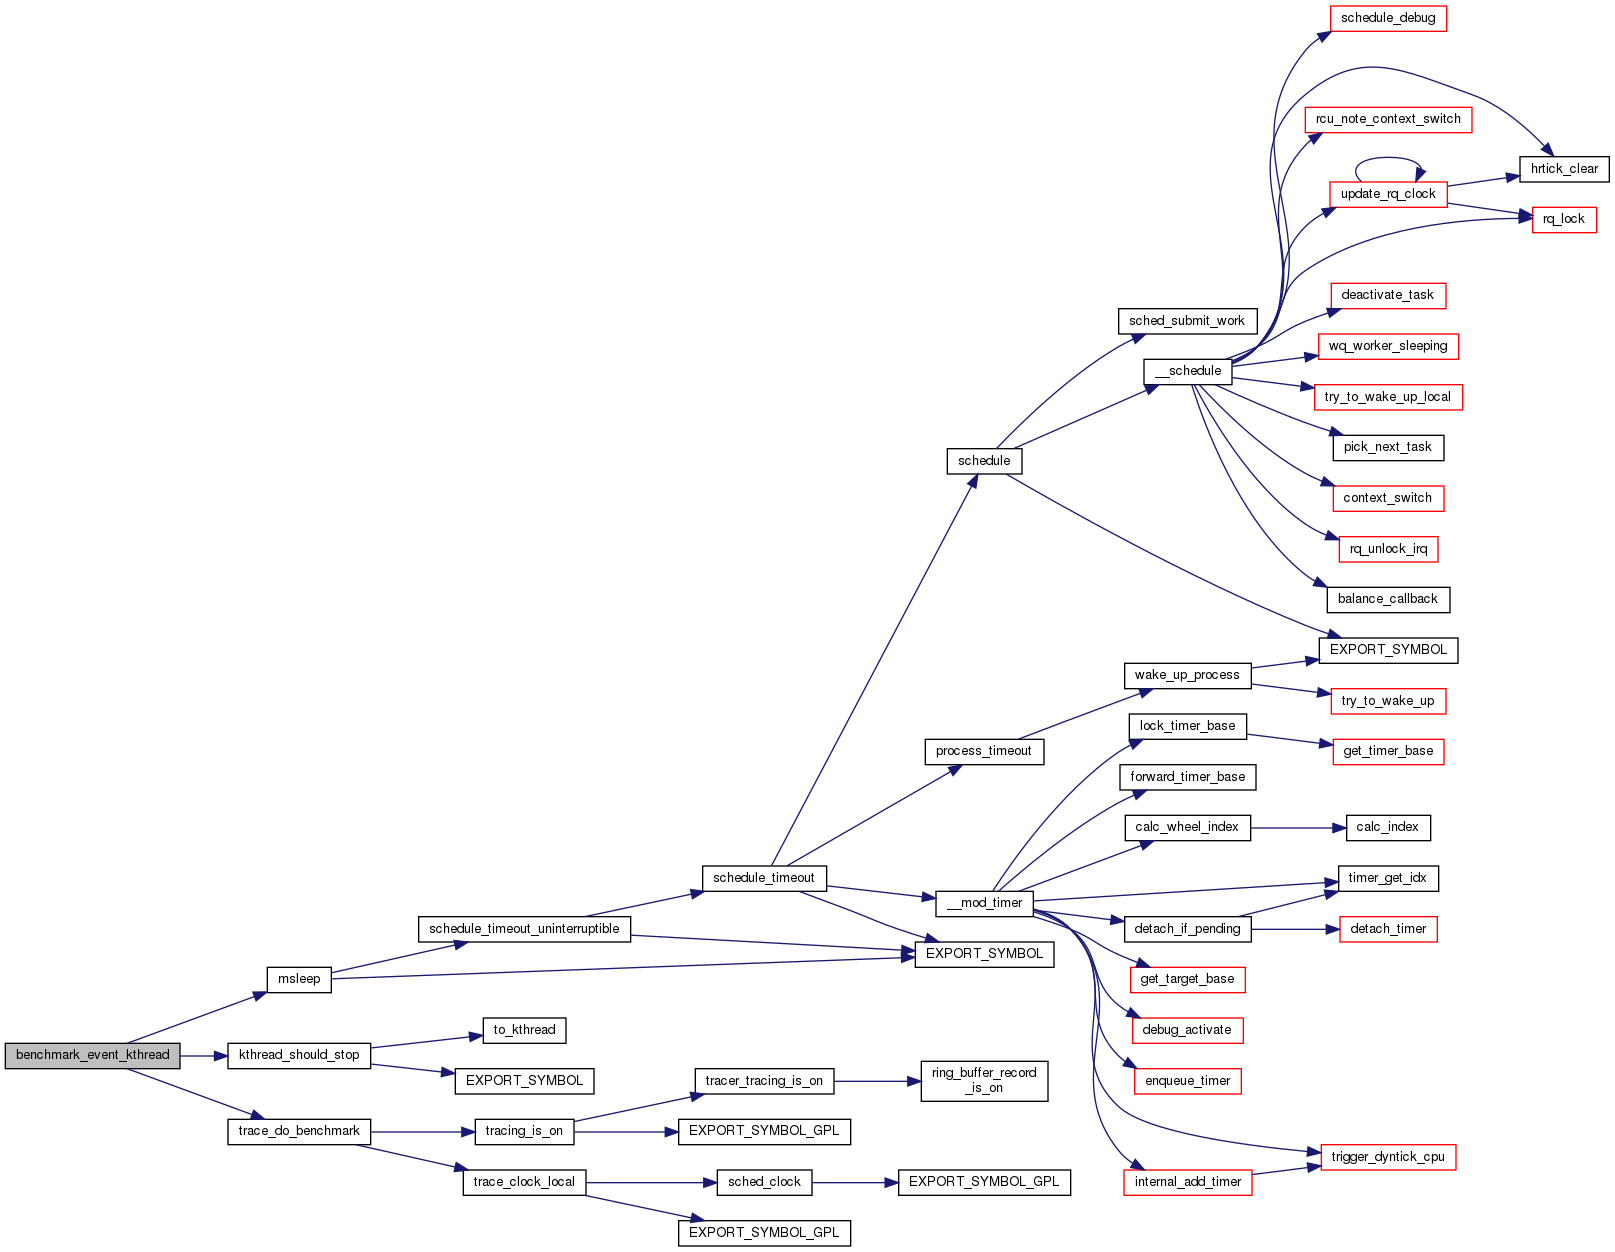 schedule_debug
rcu_note_context_switch
hrtick_clear
update_rq_clock
rq_lock
deactivate_task
sched_submit_work
wq_worker_sleeping
__schedule
try_to_wake_up_local
pick_next_task
schedule
context_switch
rq_unlock_irq
balance_callback
EXPORT_SYMBOL
wake_up_process
try_to_wake_up
lock_timer_base
process_timeout
get_timer_base
forward_timer_base
calc_wheel_index
calc_index
schedule_timeout
timer_get_idx
__mod_timer
schedule_timeout_uninterruptible
detach_if_pending
detach_timer
EXPORT_SYMBOL
msleep
get_target_base
to_kthread
debug_activate
benchmark_event_kthread
kthread_should_stop
EXPORT_SYMBOL
tracer_tracing_is_on
ring_buffer_record
_is_on
enqueue_timer
trace_do_benchmark
tracing_is_on
EXPORT_SYMBOL_GPL
trigger_dyntick_cpu
trace_clock_local
sched_clock
EXPORT_SYMBOL_GPL
internal_add_timer
EXPORT_SYMBOL_GPL